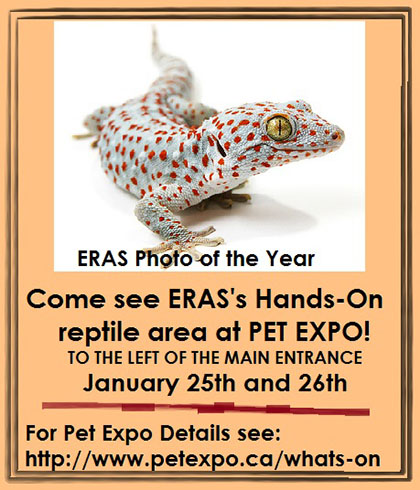 ERAS Photo of the Year
Come see ERAS's Hands-On
reptile area at PET EXPO!
TO THE LEFT OF THE MAIN ENTRANCE
January 25th and 26th
For Pet Expo Details see:
http://www.petexpo.ca/whats-on